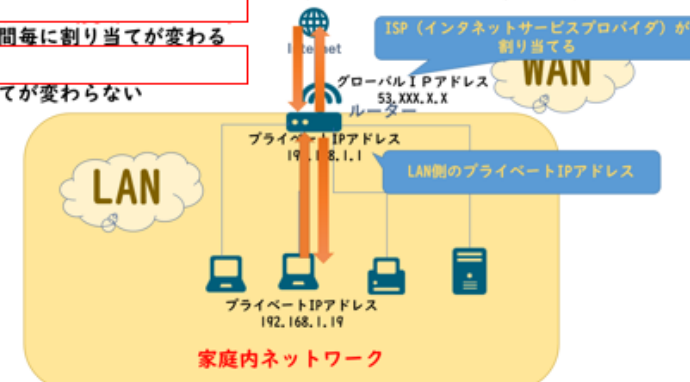 間毎に割り当てが変わる
てが変わらない
Internet
ISP（インタネットサービスプロバイダ）が
割り当てる
WAN
グローバルＩＰアドレス
53.XXX.X.X
ルーター
プライベートIPアドレス
LAN側のプライベートIPアドレス
LAN
プライベートIPアドレス
192.168.1.19
家庭内ネットワーク